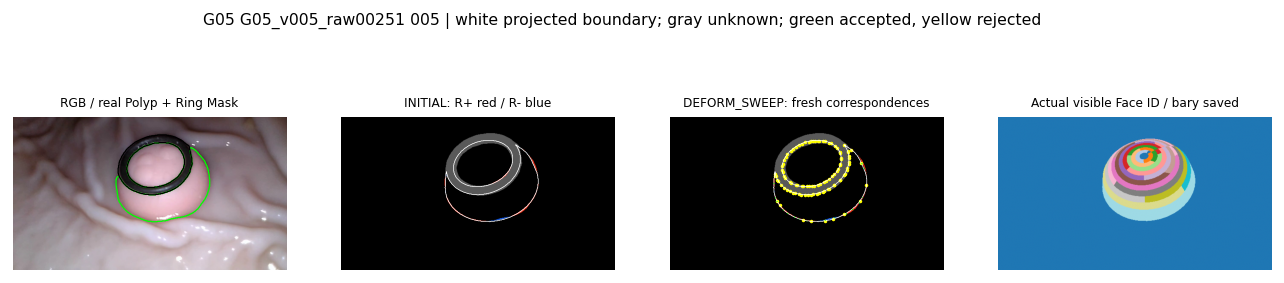 G05 G05_v005_raw00251 005 | white projected boundary; gray unknown; green accepted, yellow rejected
RGB / real Polyp + Ring Mask
INITIAL: R+ red / R- blue
DEFORM_SWEEP: fresh correspondences
Actual visible Face ID / bary saved